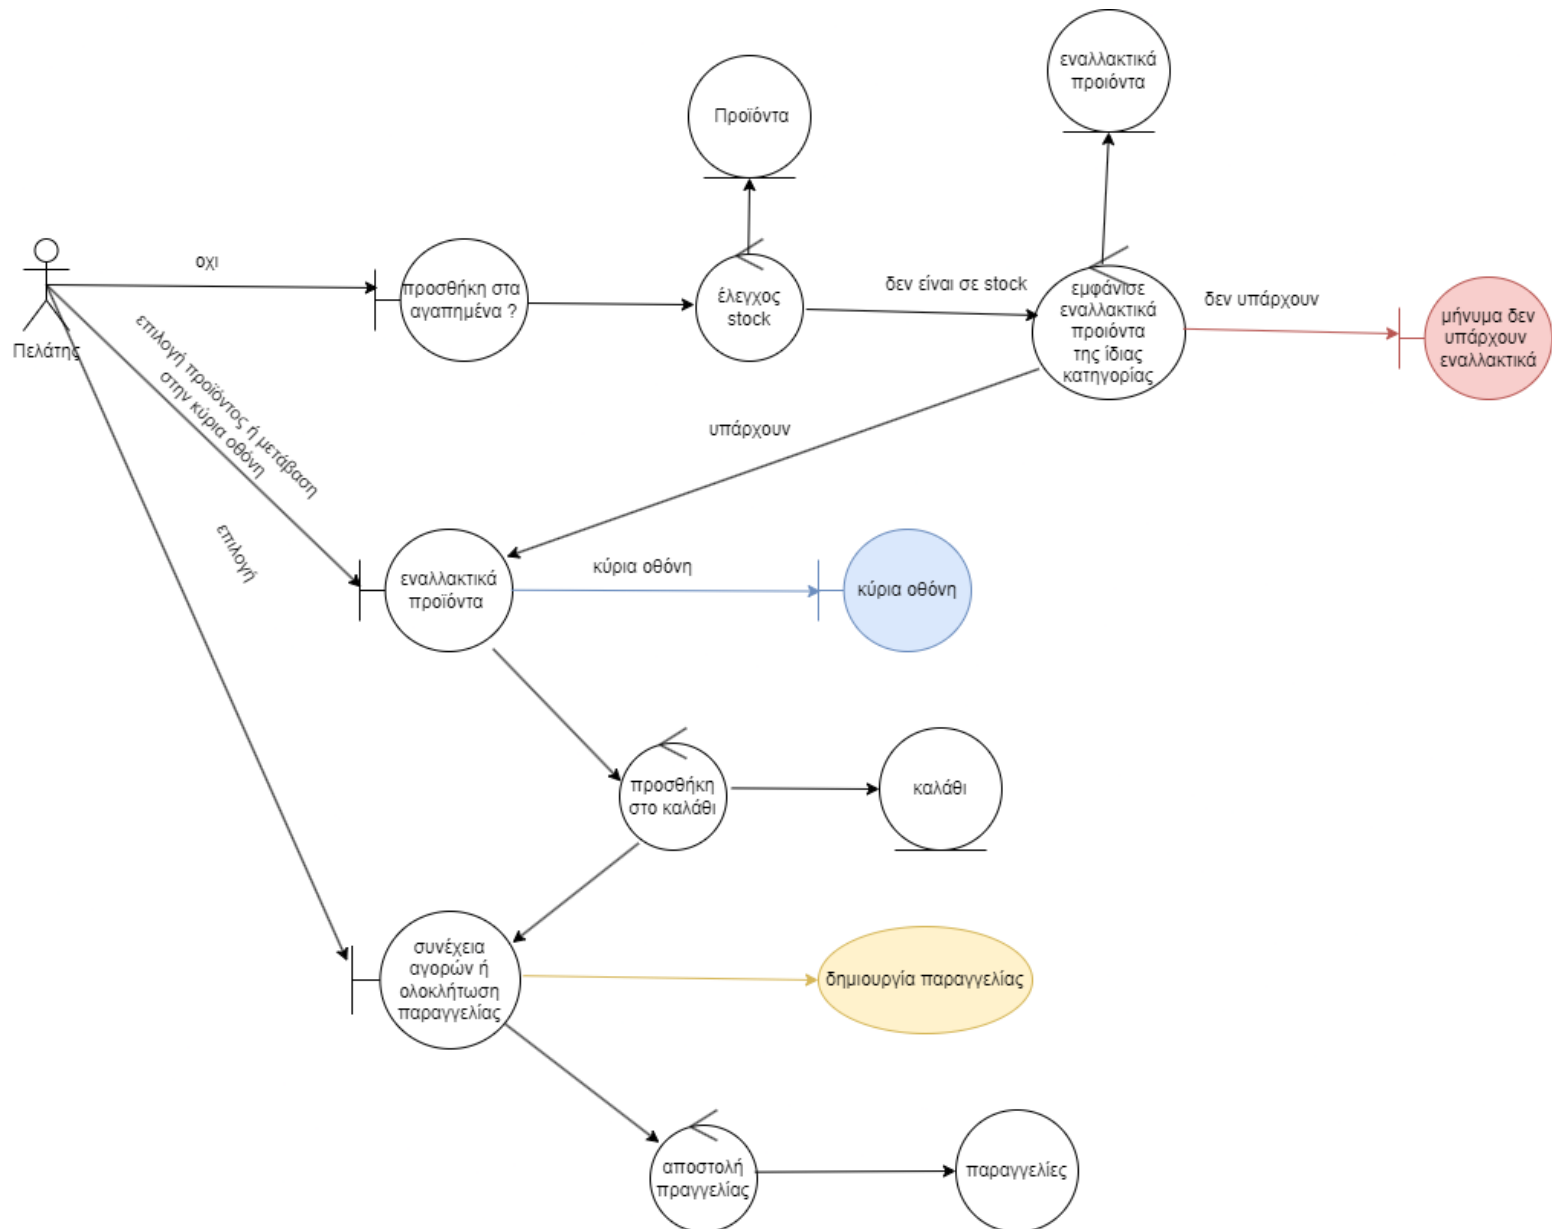 εναλλακτικά
προιόντα
Προϊόντα
οχι
προσθήκη στα
αγαπημένα ?
έλεγχος
stock
δεν είναι σε stock
εμφάνισε
εναλλακτικά
προιόντα
της ίδιας
κατηγορίας
δεν υπάρχουν
μήνυμα δεν
υπάρχουν
εναλλακτικά
Πελάτης
επιλογή προϊόντος ή μετάβαση
στην κύρια οθόνη
υπάρχουν
επιλογή
εναλλακτικά
προϊόντα
κύρια οθόνη
κύρια οθόνη
προσθήκη
στο καλάθι
καλάθι
συνέχεια
αγορών ή
ολοκλήτωση
παραγγελίας
δημιουργία παραγγελίας
αποστολή
πραγγελίας
παραγγελίες